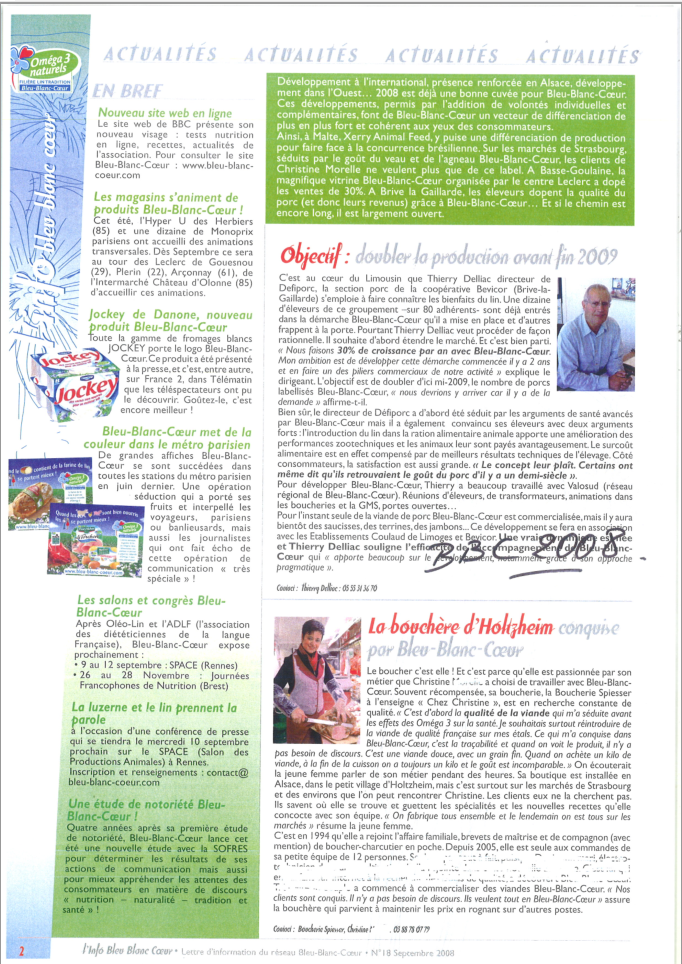 ACTUALITÉS ACTUALITÉS ACTUALITÉS ACTUALITÉS
Oméga 3
naturels
FILIÈRE LIN TRADITION
Bleu-Blanc-Cœur
l'info bleu blanc cœur
EN BREF
Nouveau site web en ligne
Le site web de BBC présente son
nouveau visage : tests nutrition
en ligne, recettes, actualités de
l'association. Pour consulter le site
Bleu-Blanc-Cœur : www.bleu-blanc-
coeur.com
Les magasins s'animent de
produits Bleu-Blanc-Cœur !
Cet été, l'Hyper U des Herbiers
(85) et une dizaine de Monoprix
parisiens ont accueilli des animations
transversales. Dès Septembre ce sera
au tour des Leclerc de Gouesnou
(29), Plerin (22), Arçonnay (61), de
l'Intermarché Château d'Olonne (85)
d'accueillir ces animations.
Jockey de Danone, nouveau
produit Bleu-Blanc-Cœur
Toute la gamme de fromages blancs
JOCKEY porte le logo Bleu-Blanc-
Cœur. Ce produit a été présenté
à la presse, et c'est, entre autre,
sur France 2, dans Télématin
que les téléspectateurs ont pu
le découvrir. Goûtez-le, c'est
encore meilleur !
Jockey
Jockey
Bleu-Blanc-Cœur met de la
couleur dans le métro parisien
De grandes affiches Bleu-Blanc-
Cœur se sont succédées dans
toutes les stations du métro parisien
en juin dernier. Une opération
séduction qui a porté ses
fruits et interpellé les
voyageurs, parisiens
ou banlieusards, mais
aussi les journalistes
qui ont fait écho de
cette opération de
communication « très
spéciale » !
Les salons et congrès Bleu-
Blanc-Cœur
Après Oléo-Lin et l'ADLF (l'association
des diététiciennes de la langue
Française), Bleu-Blanc-Cœur expose
prochainement :
• 9 au 12 septembre : SPACE (Rennes)
• 26 au 28 Novembre : Journées
Francophones de Nutrition (Brest)
La luzerne et le lin prennent la
parole
à l'occasion d'une conférence de presse
qui se tiendra le mercredi 10 septembre
prochain sur le SPACE (Salon des
Productions Animales) à Rennes.
Inscription et renseignements : contact@
bleu-blanc-coeur.com
Une étude de notoriété Bleu-
Blanc-Cœur !
Quatre années après sa première étude
de notoriété, Bleu-Blanc-Cœur lance cet
été une nouvelle étude avec la SOFRES
pour déterminer les résultats de ses
actions de communication mais aussi
pour mieux appréhender les attentes des
consommateurs en matière de discours
« nutrition – naturalité – tradition et
santé » !
Développement à l'international, présence renforcée en Alsace, développe-
ment dans l'Ouest… 2008 est déjà une bonne cuvée pour Bleu-Blanc-Cœur.
Ces développements, permis par l'addition de volontés individuelles et
complémentaires, font de Bleu-Blanc-Cœur un vecteur de différenciation de
plus en plus fort et cohérent aux yeux des consommateurs.
Ainsi, à Malte, Xerry Animal Feed, y puise une différenciation de production
pour faire face à la concurrence brésilienne. Sur les marchés de Strasbourg,
séduits par le goût du veau et de l'agneau Bleu-Blanc-Cœur, les clients de
Christine Morelle ne veulent plus que de ce label. A Basse-Goulaine, la
magnifique vitrine Bleu-Blanc-Cœur organisée par le centre Leclerc a dopé
les ventes de 30%. A Brive la Gaillarde, les éleveurs dopent la qualité du
porc (et donc leurs revenus) grâce à Bleu-Blanc-Cœur… Et si le chemin est
encore long, il est largement ouvert.
Objectif : doubler la production avant fin 2009
C'est au cœur du Limousin que Thierry Delliac directeur de
Defiporc, la section porc de la coopérative Bevicor (Brive-la-
Gaillarde) s'emploie à faire connaître les bienfaits du lin. Une dizaine
d'éleveurs de ce groupement –sur 80 adhérents- sont déjà entrés
dans la démarche Bleu-Blanc-Cœur qu'il a mise en place et d'autres
frappent à la porte. Pourtant Thierry Delliac veut procéder de façon
rationnelle. Il souhaite d'abord étendre le marché. Et c'est bien parti.
« Nous faisons 30% de croissance par an avec Bleu-Blanc-Cœur.
Mon ambition est de développer cette démarche commencée il y a 2 ans
et en faire un des piliers commerciaux de notre activité » explique le
dirigeant. L'objectif est de doubler d'ici mi-2009, le nombre de porcs
labellisés Bleu-Blanc-Cœur, « nous devrions y arriver car il y a de la
demande » affirme-t-il.
Bien sûr, le directeur de Défiporc a d'abord été séduit par les arguments de santé avancés
par Bleu-Blanc-Cœur mais il a également convaincu ses éleveurs avec deux arguments
forts : l'introduction du lin dans la ration alimentaire animale apporte une amélioration des
performances zootechniques et les animaux leur sont payés avantageusement. Le surcoût
alimentaire est en effet compensé par de meilleurs résultats techniques de l'élevage. Côté
consommateurs, la satisfaction est aussi grande. « Le concept leur plaît. Certains ont
même dit qu'ils retrouvaient le goût du porc d'il y a un demi-siècle ».
Pour développer Bleu-Blanc-Cœur, Thierry a beaucoup travaillé avec Valosud (réseau
régional de Bleu-Blanc-Cœur). Réunions d'éleveurs, de transformateurs, animations dans
les boucheries et la GMS, portes ouvertes…
Pour l'instant seule de la viande de porc Bleu-Blanc-Cœur est commercialisée, mais il y aura
bientôt des saucisses, des terrines, des jambons… Ce développement se fera en association
avec les Etablissements Coulaud de Limoges et Bevicor. Une vraie dynamique est née
et Thierry Delliac souligne l'efficacité de l'accompagnement de Bleu-Blanc-
Cœur qui « apporte beaucoup sur le développement, notamment grâce à son approche
pragmatique ».
BBC 2008.
Contact : Thierry Delliac : 05 55 31 36 70
La bouchère d'Holtzheim conquise
par Bleu-Blanc-Cœur
Le boucher c'est elle ! Et c'est parce qu'elle est passionnée par son
métier que Christine a choisi de travailler avec Bleu-Blanc-
Cœur. Souvent récompensée, sa boucherie, la Boucherie Spiesser
à l'enseigne « Chez Christine », est en recherche constante de
qualité. « C'est d'abord la qualité de la viande qui m'a séduite avant
les effets des Oméga 3 sur la santé. Je souhaitais surtout réintroduire de
la viande de qualité française sur mes étals. Ce qui m'a conquise dans
Bleu-Blanc-Cœur, c'est la traçabilité et quand on voit le produit, il n'y a
pas besoin de discours. C'est une viande douce, avec un grain fin. Quand on achète un kilo de
viande, à la fin de la cuisson on a toujours un kilo et le goût est incomparable. » On écouterait
la jeune femme parler de son métier pendant des heures. Sa boutique est installée en
Alsace, dans le petit village d'Holtzheim, mais c'est surtout sur les marchés de Strasbourg
et des environs que l'on peut rencontrer Christine. Les clients eux ne la cherchent pas.
Ils savent où elle se trouve et guettent les spécialités et les nouvelles recettes qu'elle
concocte avec son équipe. « On fabrique tous ensemble et le lendemain on est tous sur les
marchés » résume la jeune femme.
C'est en 1994 qu'elle a rejoint l'affaire familiale, brevets de maîtrise et de compagnon (avec
mention) de boucher-charcutier en poche. Depuis 2005, elle est seule aux commandes de
sa petite équipe de 12 personnes.
a commencé à commercialiser des viandes Bleu-Blanc-Cœur. « Nos
clients sont conquis. Il n'y a pas besoin de discours. Ils veulent tout en Bleu-Blanc-Cœur » assure
la bouchère qui parvient à maintenir les prix en rognant sur d'autres postes.
Contact : Boucherie Spiesser, Christine 03 88 78 07 79
2 l'Info Bleu Blanc Cœur • Lettre d'information du réseau Bleu-Blanc-Cœur • N°18 Septembre 2008